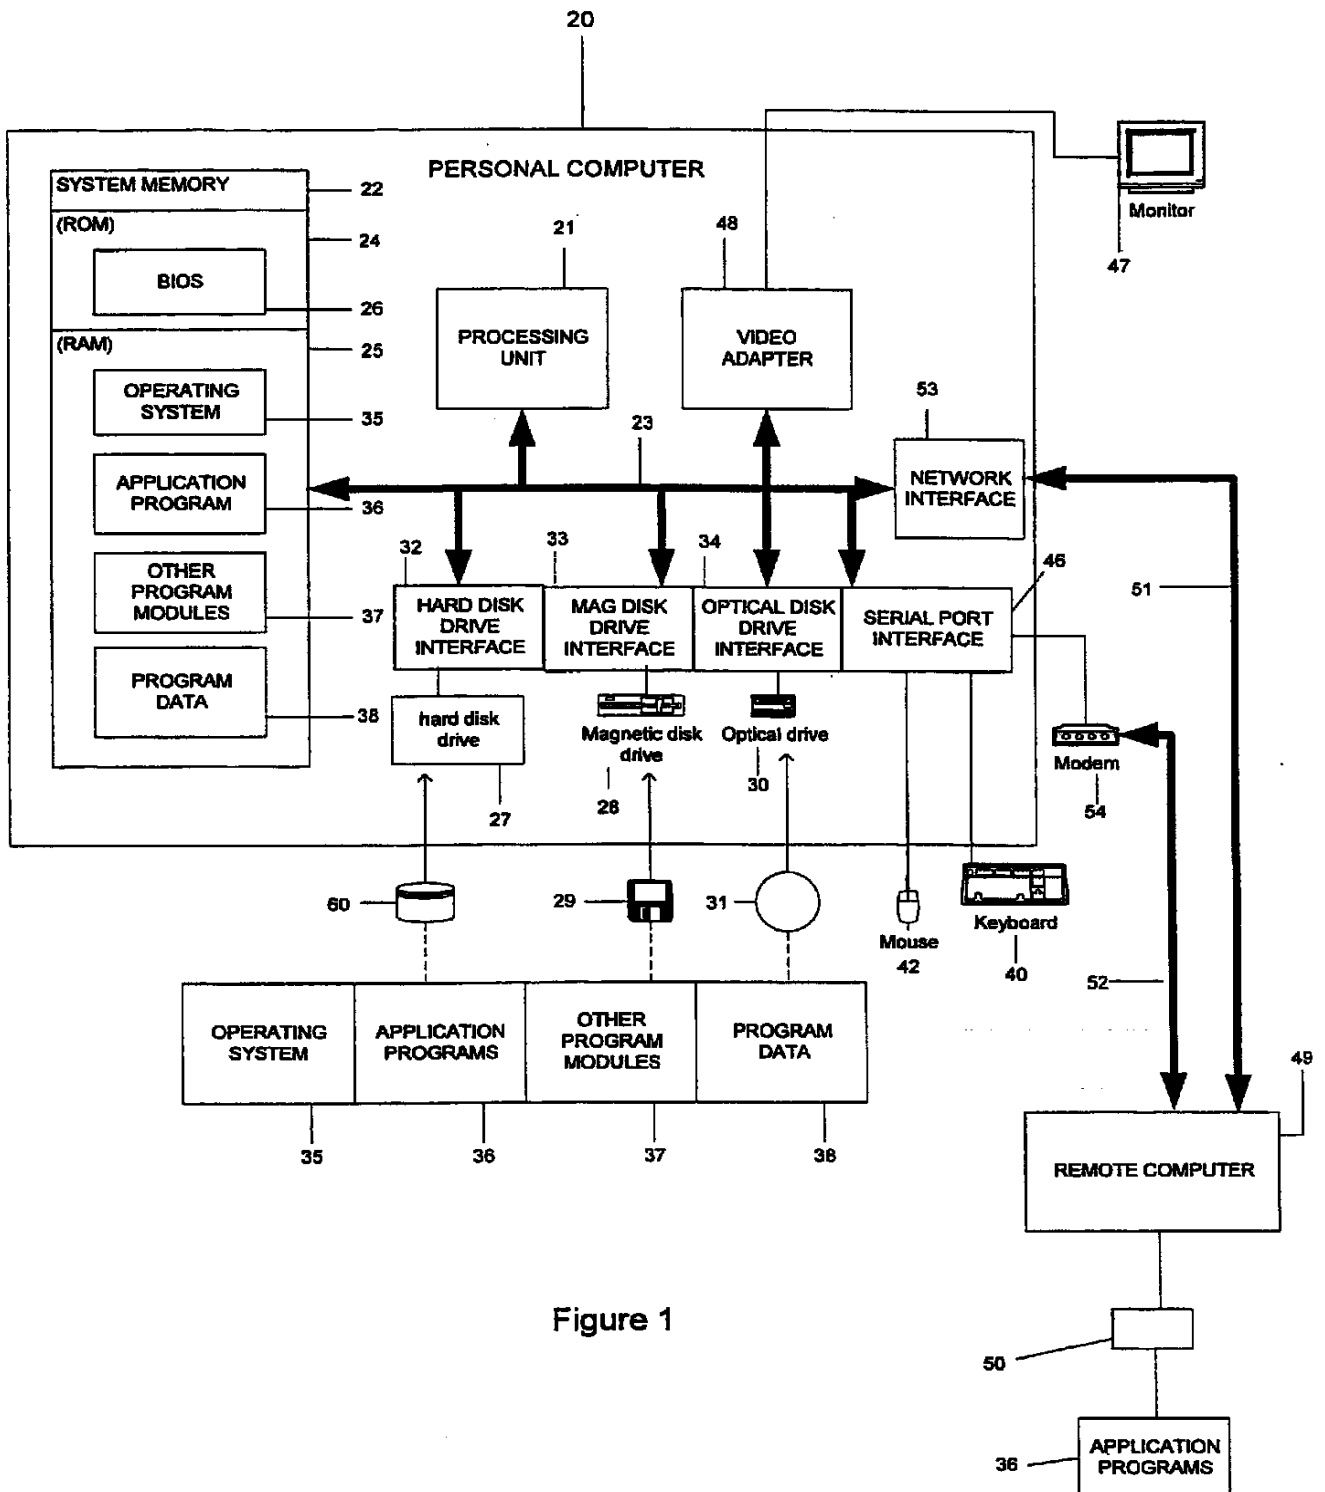 20
PERSONAL COMPUTER
SYSTEM MEMORY
22
(ROM)
24
BIOS
26
(RAM)
25
OPERATING
SYSTEM
35
APPLICATION
PROGRAM
36
OTHER
PROGRAM
MODULES
37
PROGRAM
DATA
38
21
PROCESSING
UNIT
48
VIDEO
ADAPTER
Monitor
47
23
53
NETWORK
INTERFACE
32
HARD DISK
DRIVE
INTERFACE
33
MAG DISK
DRIVE
INTERFACE
34
OPTICAL DISK
DRIVE
INTERFACE
46
SERIAL PORT
INTERFACE
51
hard disk
drive
27
Magnetic disk
drive
28
Optical drive
30
Modem
54
60
29
31
Mouse
42
Keyboard
40
52
OPERATING
SYSTEM
35
APPLICATION
PROGRAMS
36
OTHER
PROGRAM
MODULES
37
PROGRAM
DATA
38
49
REMOTE COMPUTER
50
36
APPLICATION
PROGRAMS
Figure 1